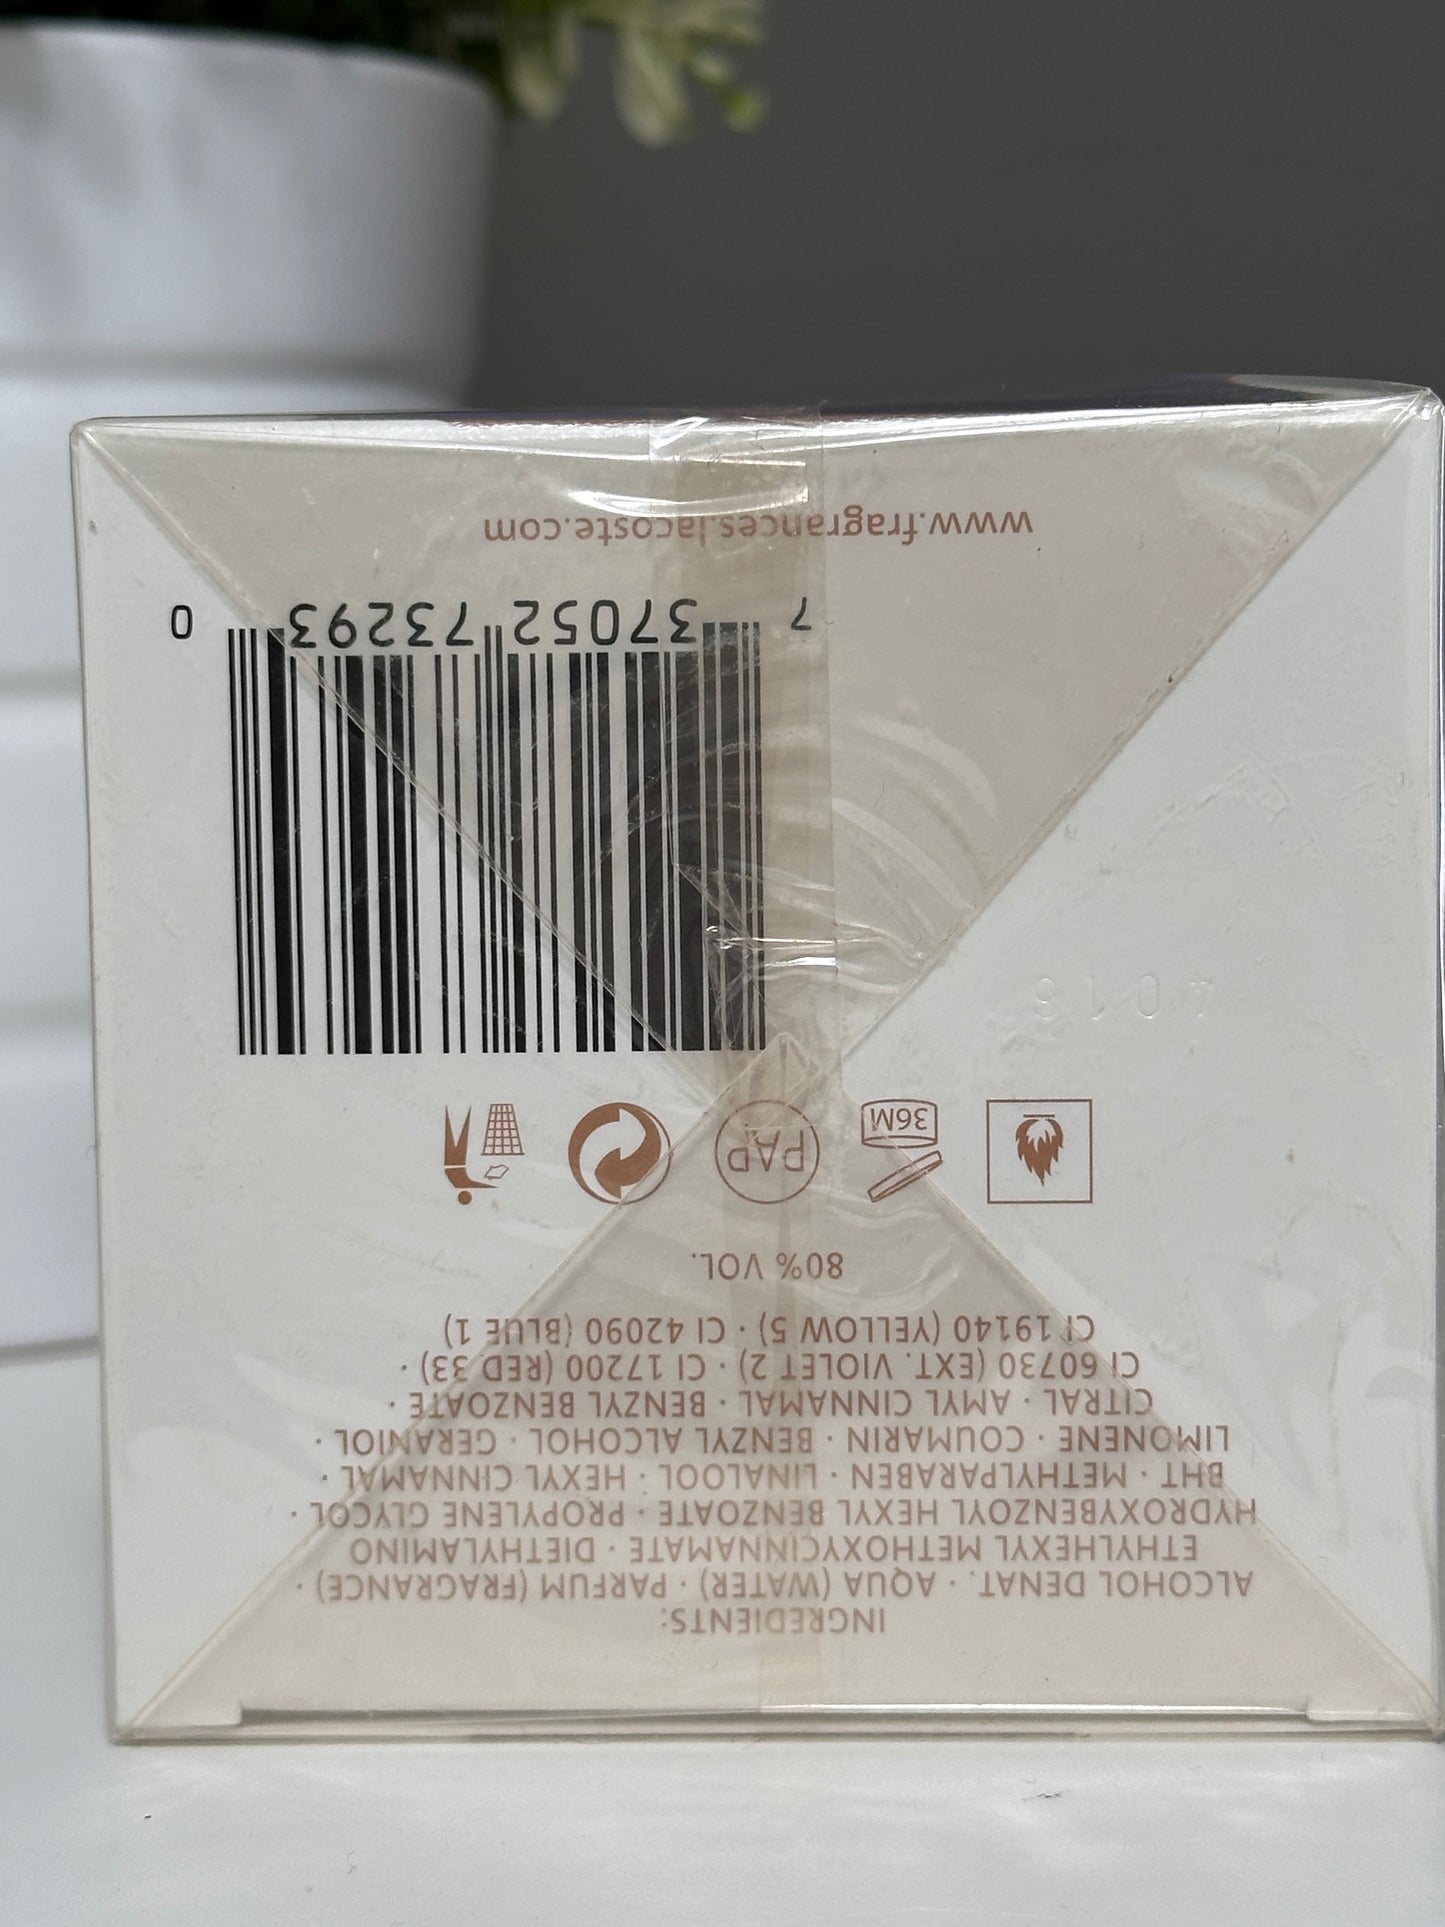 INGREDIENTS:
ALCOHOL DENAT. · AQUA (WATER) · PARFUM (FRAGRANCE) ·
ETHYLHEXYL METHOXYCINNAMATE · DIETHYLAMINO
HYDROXYBENZOYL HEXYL BENZOATE · PROPYLENE GLYCOL ·
BHT · METHYLPARABEN · LINALOOL · HEXYL CINNAMAL ·
LIMONENE · COUMARIN · BENZYL ALCOHOL · GERANIOL ·
CITRAL · AMYL CINNAMAL · BENZYL BENZOATE ·
CI 60730 (EXT. VIOLET 2) · CI 17200 (RED 33) ·
CI 19140 (YELLOW 5) · CI 42090 (BLUE 1)
80% VOL.
36M PAP
7 37052 73293 0
www.fragrances.lacoste.com